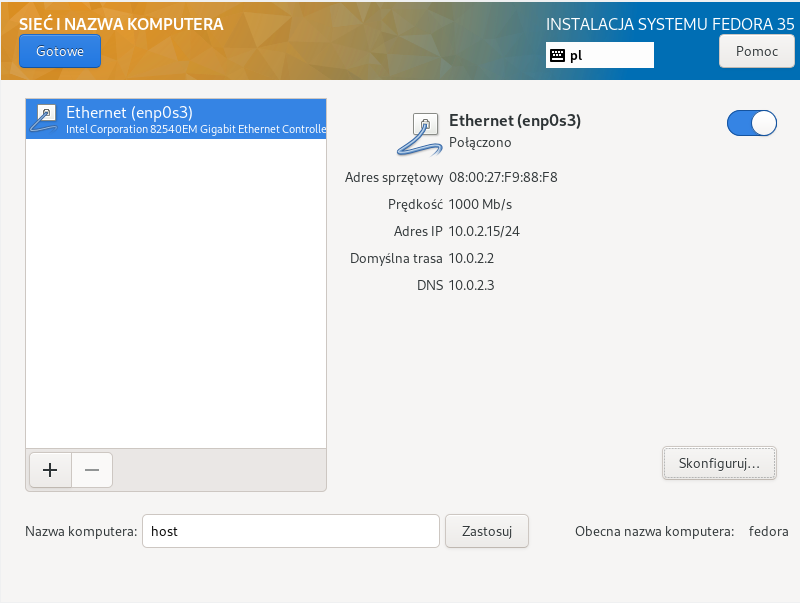 SIEĆ I NAZWA KOMPUTERA
INSTALACJA SYSTEMU FEDORA 35
Gotowe
pl
Pomoc
Ethernet (enp0s3)
Intel Corporation 82540EM Gigabit Ethernet Controlle
Ethernet (enp0s3)
Połączono
Adres sprzętowy 08:00:27:F9:88:F8
Prędkość 1000 Mb/s
Adres IP 10.0.2.15/24
Domyślna trasa 10.0.2.2
DNS 10.0.2.3
Skonfiguruj...
Nazwa komputera: host Zastosuj Obecna nazwa komputera: fedora